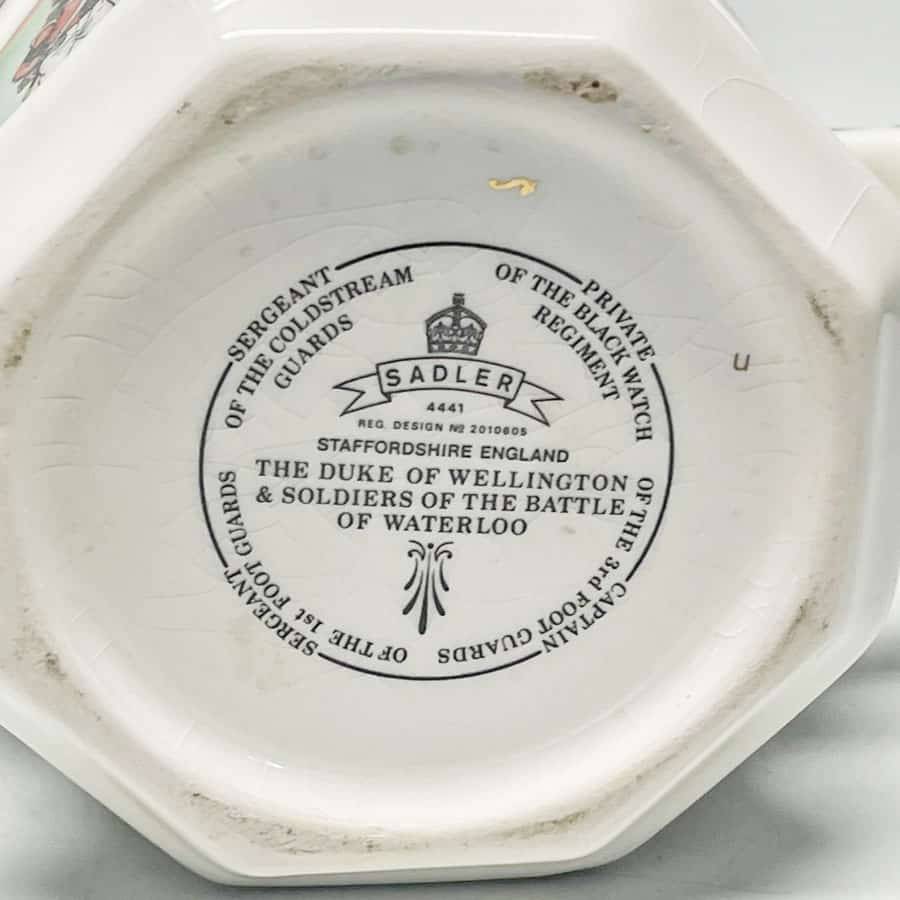 SERGEANT
OF THE COLDSTREAM
GUARDS
PRIVATE
OF THE BLACK WATCH
REGIMENT
SADLER
4441
REG. DESIGN Nº 2010605
STAFFORDSHIRE ENGLAND
THE DUKE OF WELLINGTON
& SOLDIERS OF THE BATTLE
OF WATERLOO
CAPTAIN
OF THE 3rd FOOT GUARDS
SERGEANT
OF THE 1st FOOT GUARDS
U